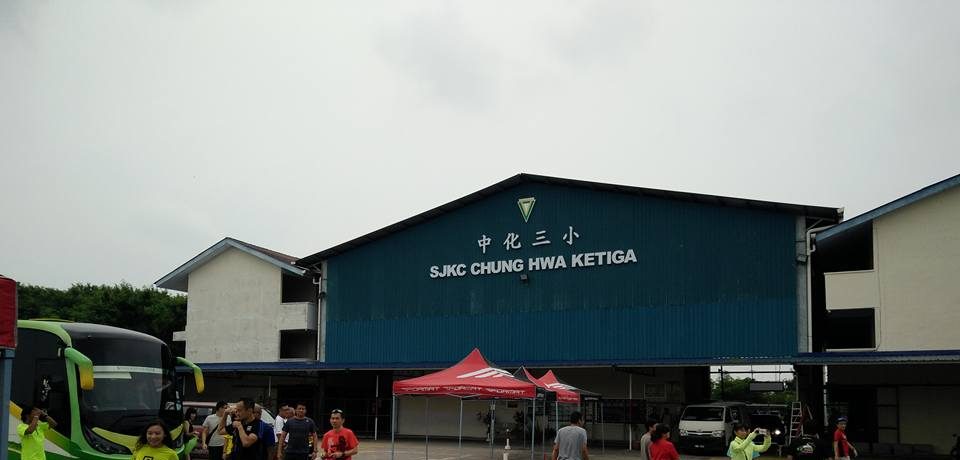 中化三小
SJKC CHUNG HWA KETIGA